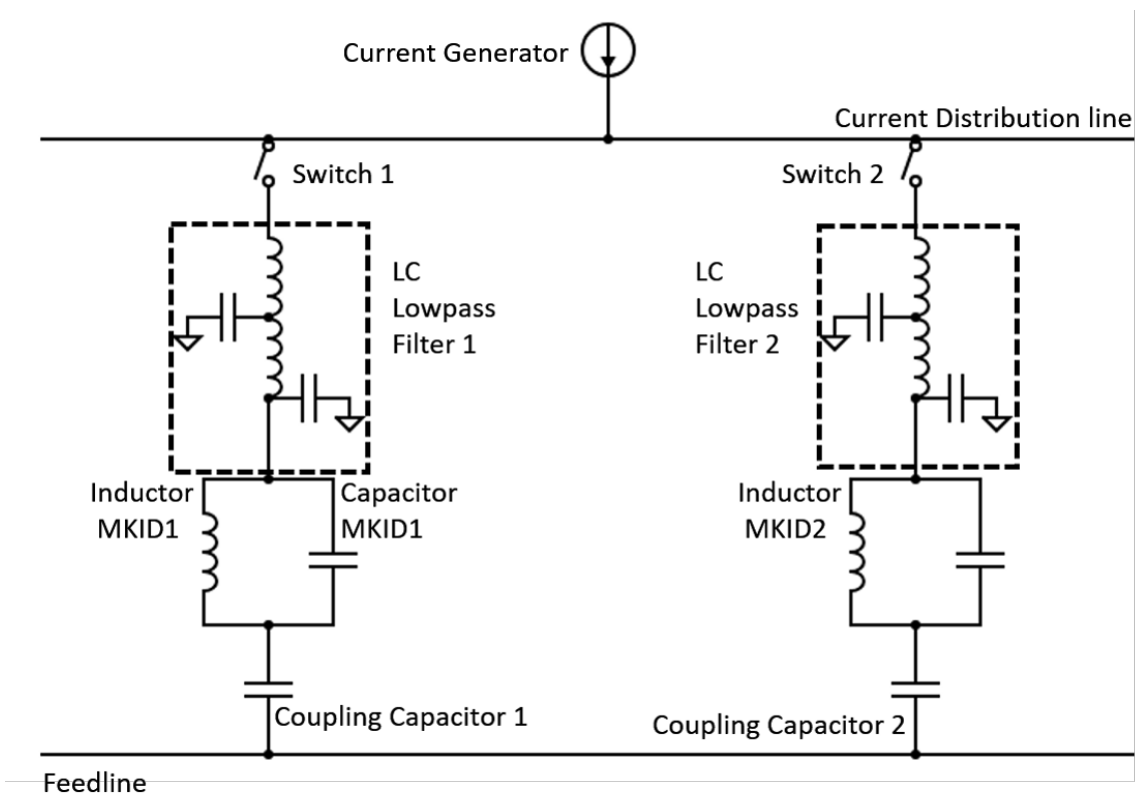 Current Generator
Current Distribution line
Switch 1
Switch 2
LC
Lowpass
Filter 1
LC
Lowpass
Filter 2
Inductor
MKID1
Capacitor
MKID1
Inductor
MKID2
Coupling Capacitor 1
Coupling Capacitor 2
Feedline